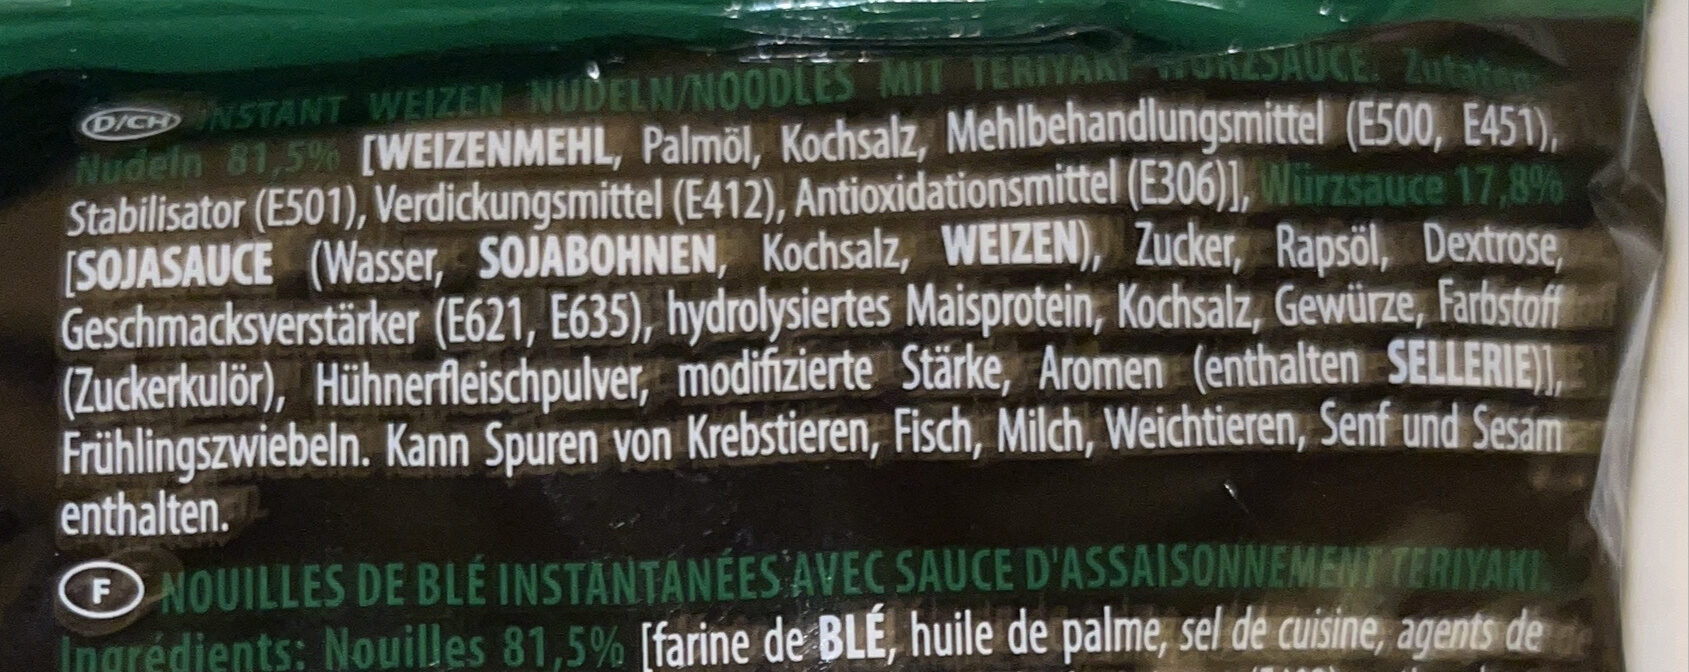 D/CH INSTANT WEIZEN NUDELN/NOODLES MIT TERIYAKI WÜRZSAUCE. Zutaten:
Nudeln 81,5% [WEIZENMEHL, Palmöl, Kochsalz, Mehlbehandlungsmittel (E500, E451),
Stabilisator (E501), Verdickungsmittel (E412), Antioxidationsmittel (E306)], Würzsauce 17,8%
[SOJASAUCE (Wasser, SOJABOHNEN, Kochsalz, WEIZEN), Zucker, Rapsöl, Dextrose,
Geschmacksverstärker (E621, E635), hydrolysiertes Maisprotein, Kochsalz, Gewürze, Farbstoff
(Zuckerkulör), Hühnerfleischpulver, modifizierte Stärke, Aromen (enthalten SELLERIE)],
Frühlingszwiebeln. Kann Spuren von Krebstieren, Fisch, Milch, Weichtieren, Senf und Sesam
enthalten.
F NOUILLES DE BLÉ INSTANTANÉES AVEC SAUCE D'ASSAISONNEMENT TERIYAKI.
Ingrédients: Nouilles 81,5% [farine de BLÉ, huile de palme, sel de cuisine, agents de